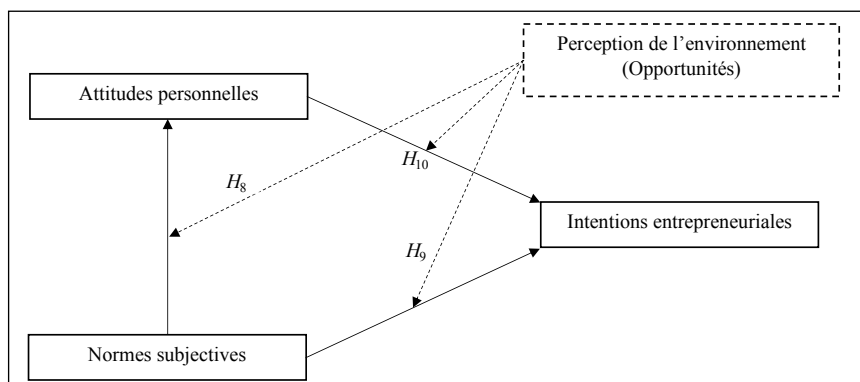 Perception de l’environnement
(Opportunités)
Attitudes personnelles
H10
H8
Intentions entrepreneuriales
H9
Normes subjectives